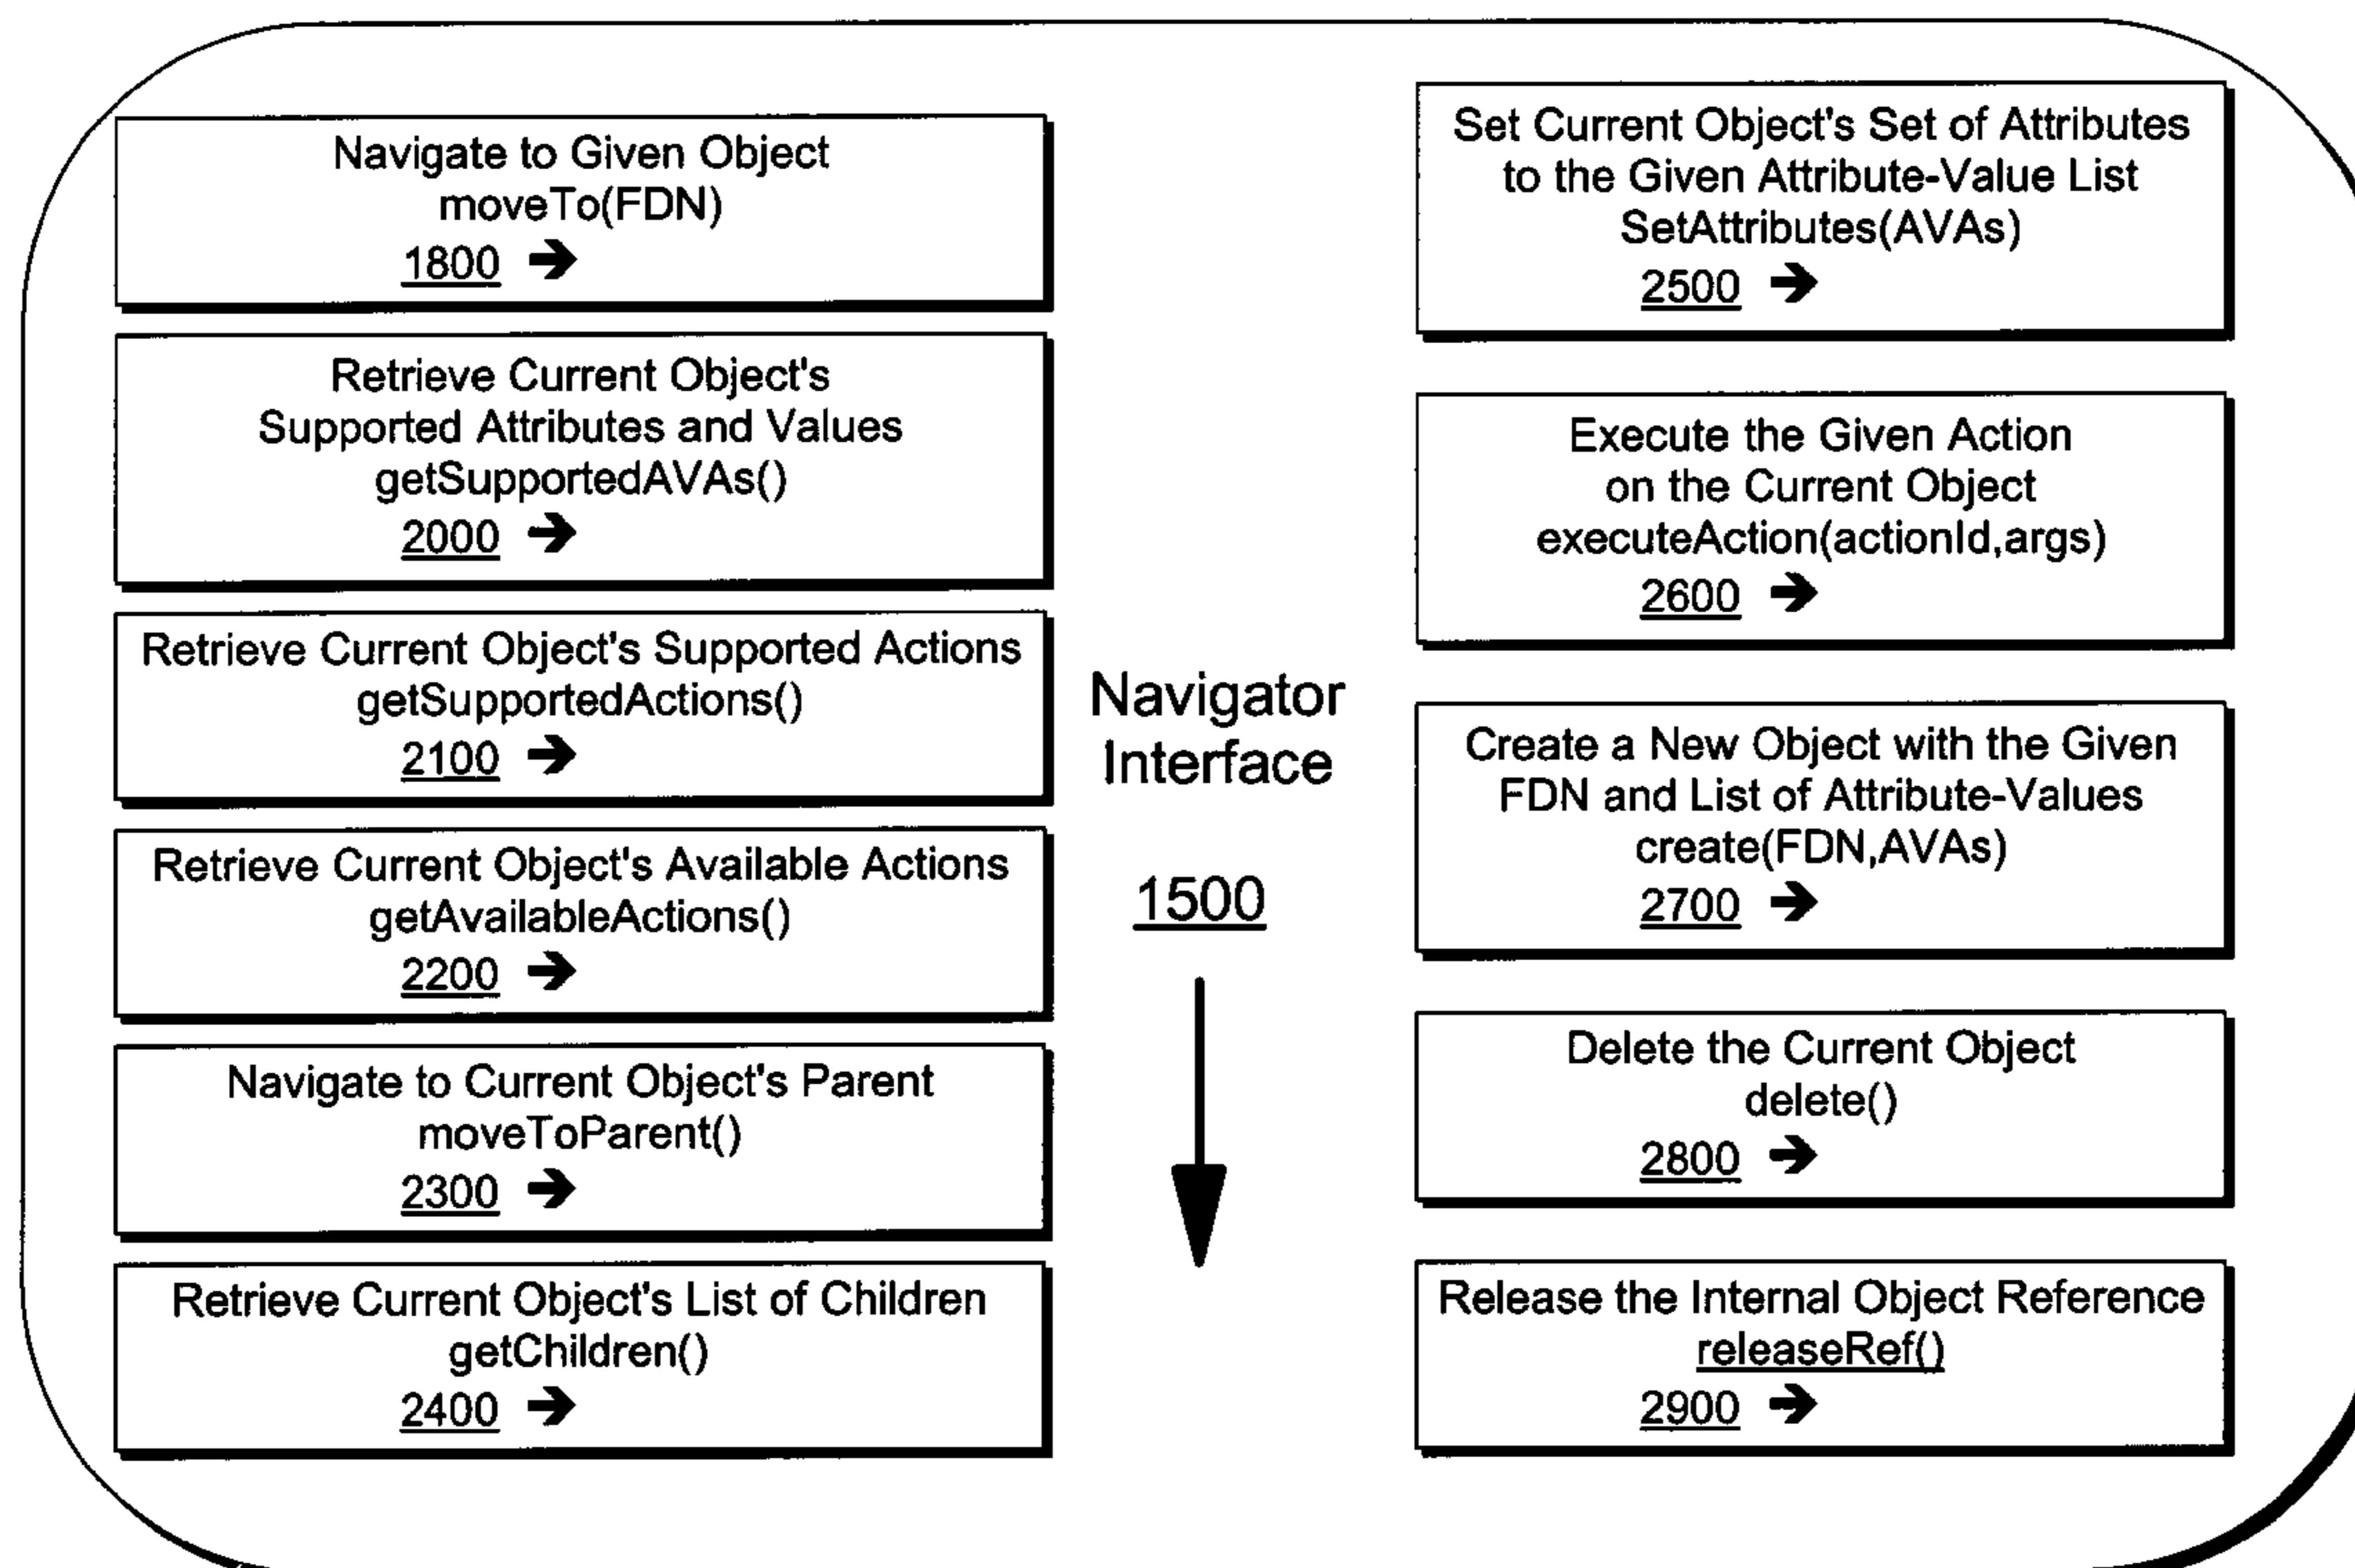 Navigate to Given Object
moveTo(FDN)
1800 ➔
Retrieve Current Object's
Supported Attributes and Values
getSupportedAVAs()
2000 ➔
Retrieve Current Object's Supported Actions
getSupportedActions()
2100 ➔
Retrieve Current Object's Available Actions
getAvailableActions()
2200 ➔
Navigate to Current Object's Parent
moveToParent()
2300 ➔
Retrieve Current Object's List of Children
getChildren()
2400 ➔
Navigator
Interface
1500
Set Current Object's Set of Attributes
to the Given Attribute-Value List
SetAttributes(AVAs)
2500 ➔
Execute the Given Action
on the Current Object
executeAction(actionId,args)
2600 ➔
Create a New Object with the Given
FDN and List of Attribute-Values
create(FDN,AVAs)
2700 ➔
Delete the Current Object
delete()
2800 ➔
Release the Internal Object Reference
releaseRef()
2900 ➔